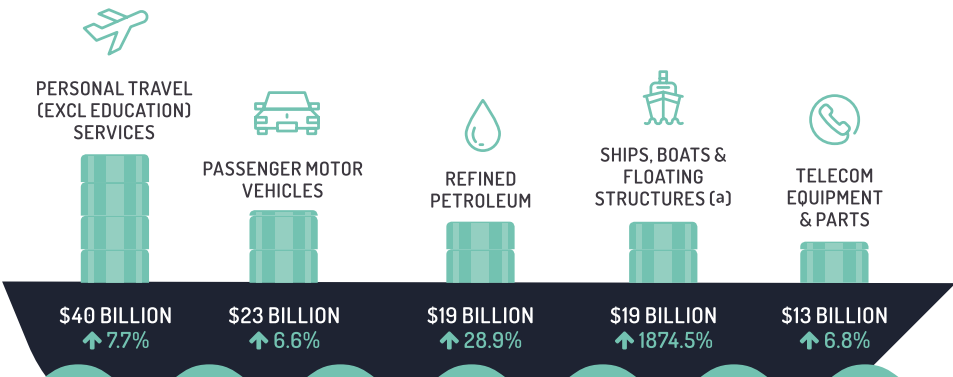 PERSONAL TRAVEL
(EXCL EDUCATION)
SERVICES
PASSENGER MOTOR
VEHICLES
REFINED
PETROLEUM
SHIPS, BOATS &
FLOATING
STRUCTURES (a)
TELECOM
EQUIPMENT
& PARTS
$40 BILLION
7.7%
$23 BILLION
6.6%
$19 BILLION
28.9%
$19 BILLION
1874.5%
$13 BILLION
6.8%